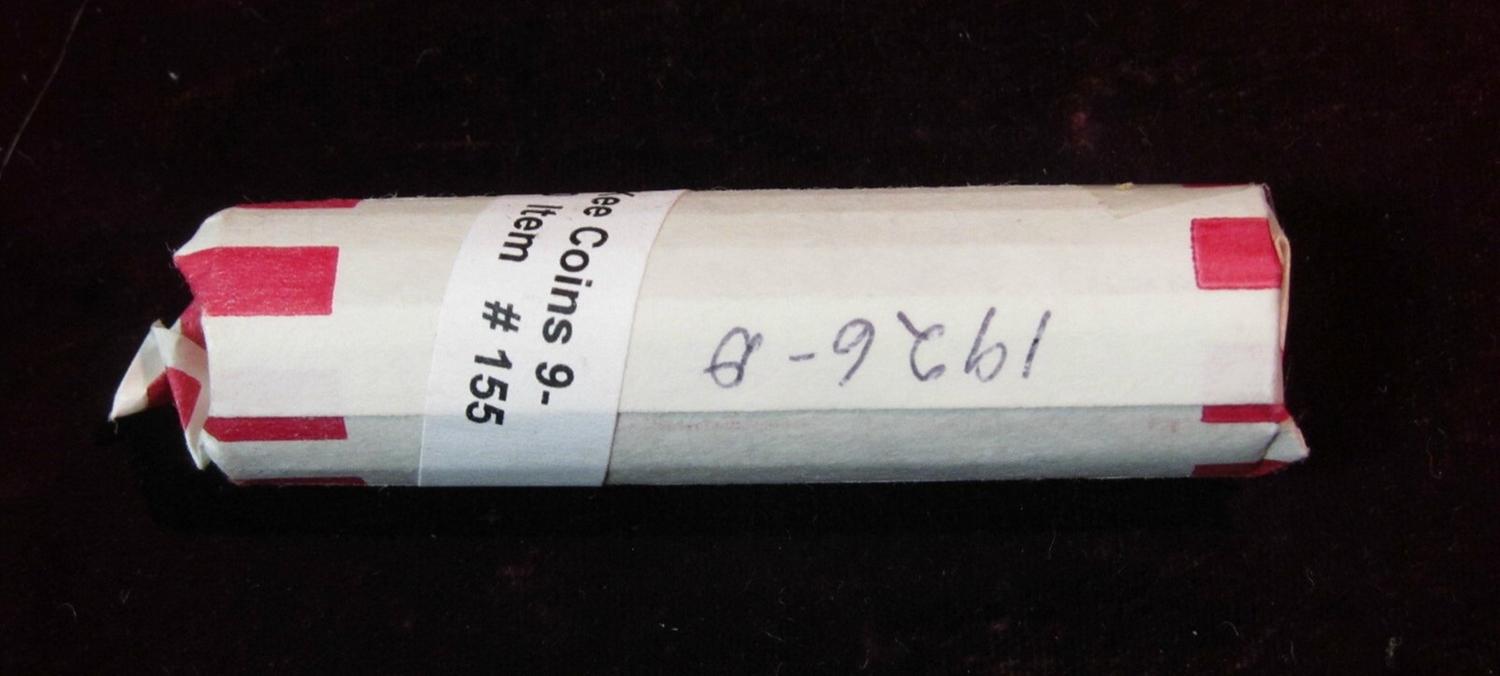 ee Coins 9-
Item # 155
1926-D